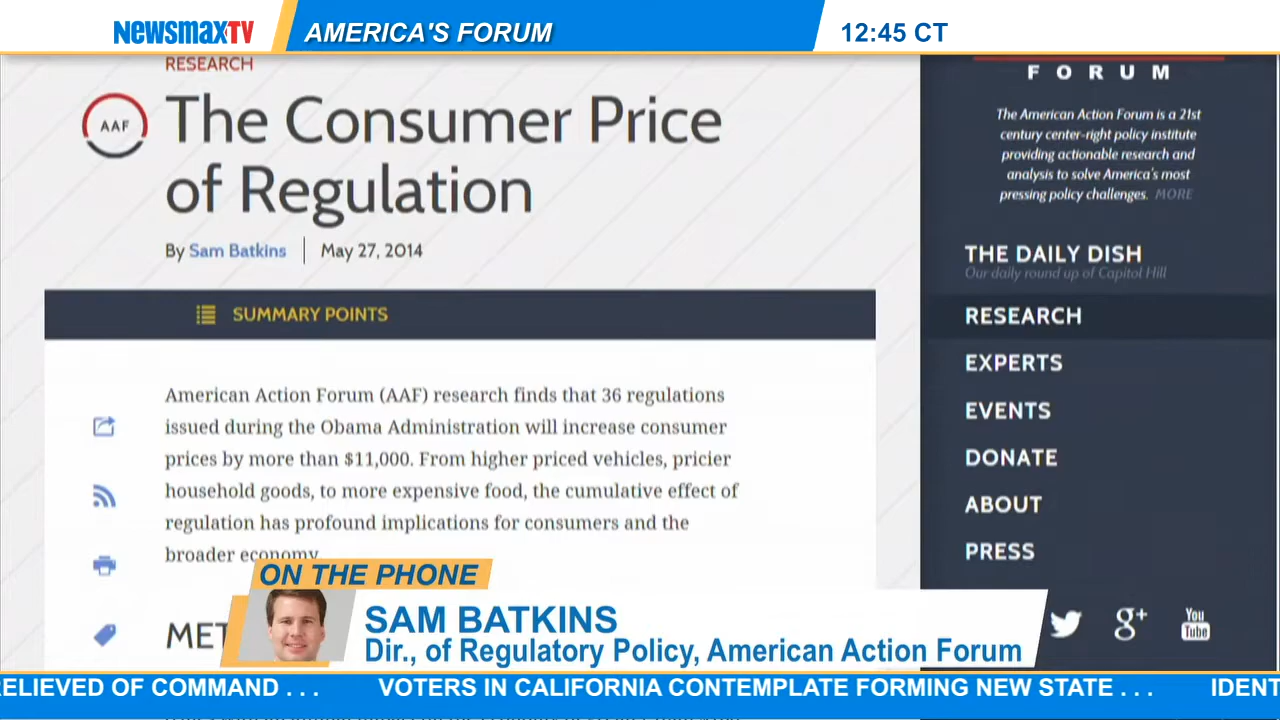 NewsmaxTV
AMERICA'S FORUM
12:45 CT
RESEARCH
AAF
The Consumer Price
of Regulation
By Sam Batkins
May 27, 2014
SUMMARY POINTS
American Action Forum (AAF) research finds that 36 regulations
issued during the Obama Administration will increase consumer
prices by more than $11,000. From higher priced vehicles, pricier
household goods, to more expensive food, the cumulative effect of
regulation has profound implications for consumers and the
broader economy.
MET
FORUM
The American Action Forum is a 21st
century center-right policy institute
providing actionable research and
analysis to solve America's most
pressing policy challenges. MORE
THE DAILY DISH
Our daily round up of Capitol Hill
RESEARCH
EXPERTS
EVENTS
DONATE
ABOUT
PRESS
g+
You
Tube
ON THE PHONE
SAM BATKINS
Dir., of Regulatory Policy, American Action Forum
ELIEVED OF COMMAND . . . VOTERS IN CALIFORNIA CONTEMPLATE FORMING NEW STATE . . . IDENT